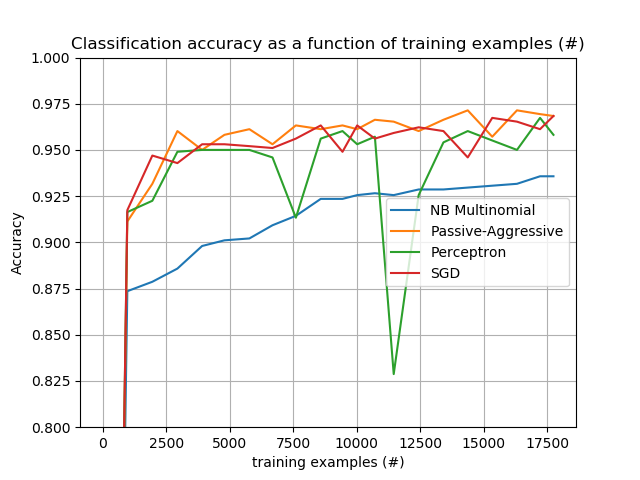 Classification accuracy as a function of training examples (#)
1.000
0.975
0.950
0.925
0.900
0.875
0.850
0.825
0.800
Accuracy
NB Multinomial
Passive-Aggressive
Perceptron
SGD
0 2500 5000 7500 10000 12500 15000 17500
training examples (#)